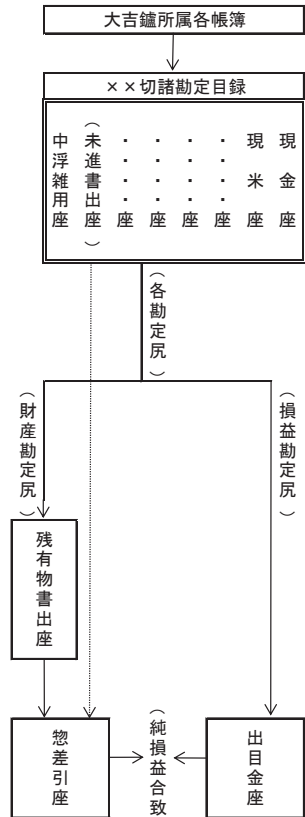 大吉鑪所属各帳簿
××切諸勘定目録
現金座
現米座
・・・・座
・・・・座
・・・・座
・・・・座
(未進書出座)
中浮雑用座
(各勘定尻)
(損益勘定尻)
(財産勘定尻)
残有物書出座
出目金座
(純損益合致)
惣差引座